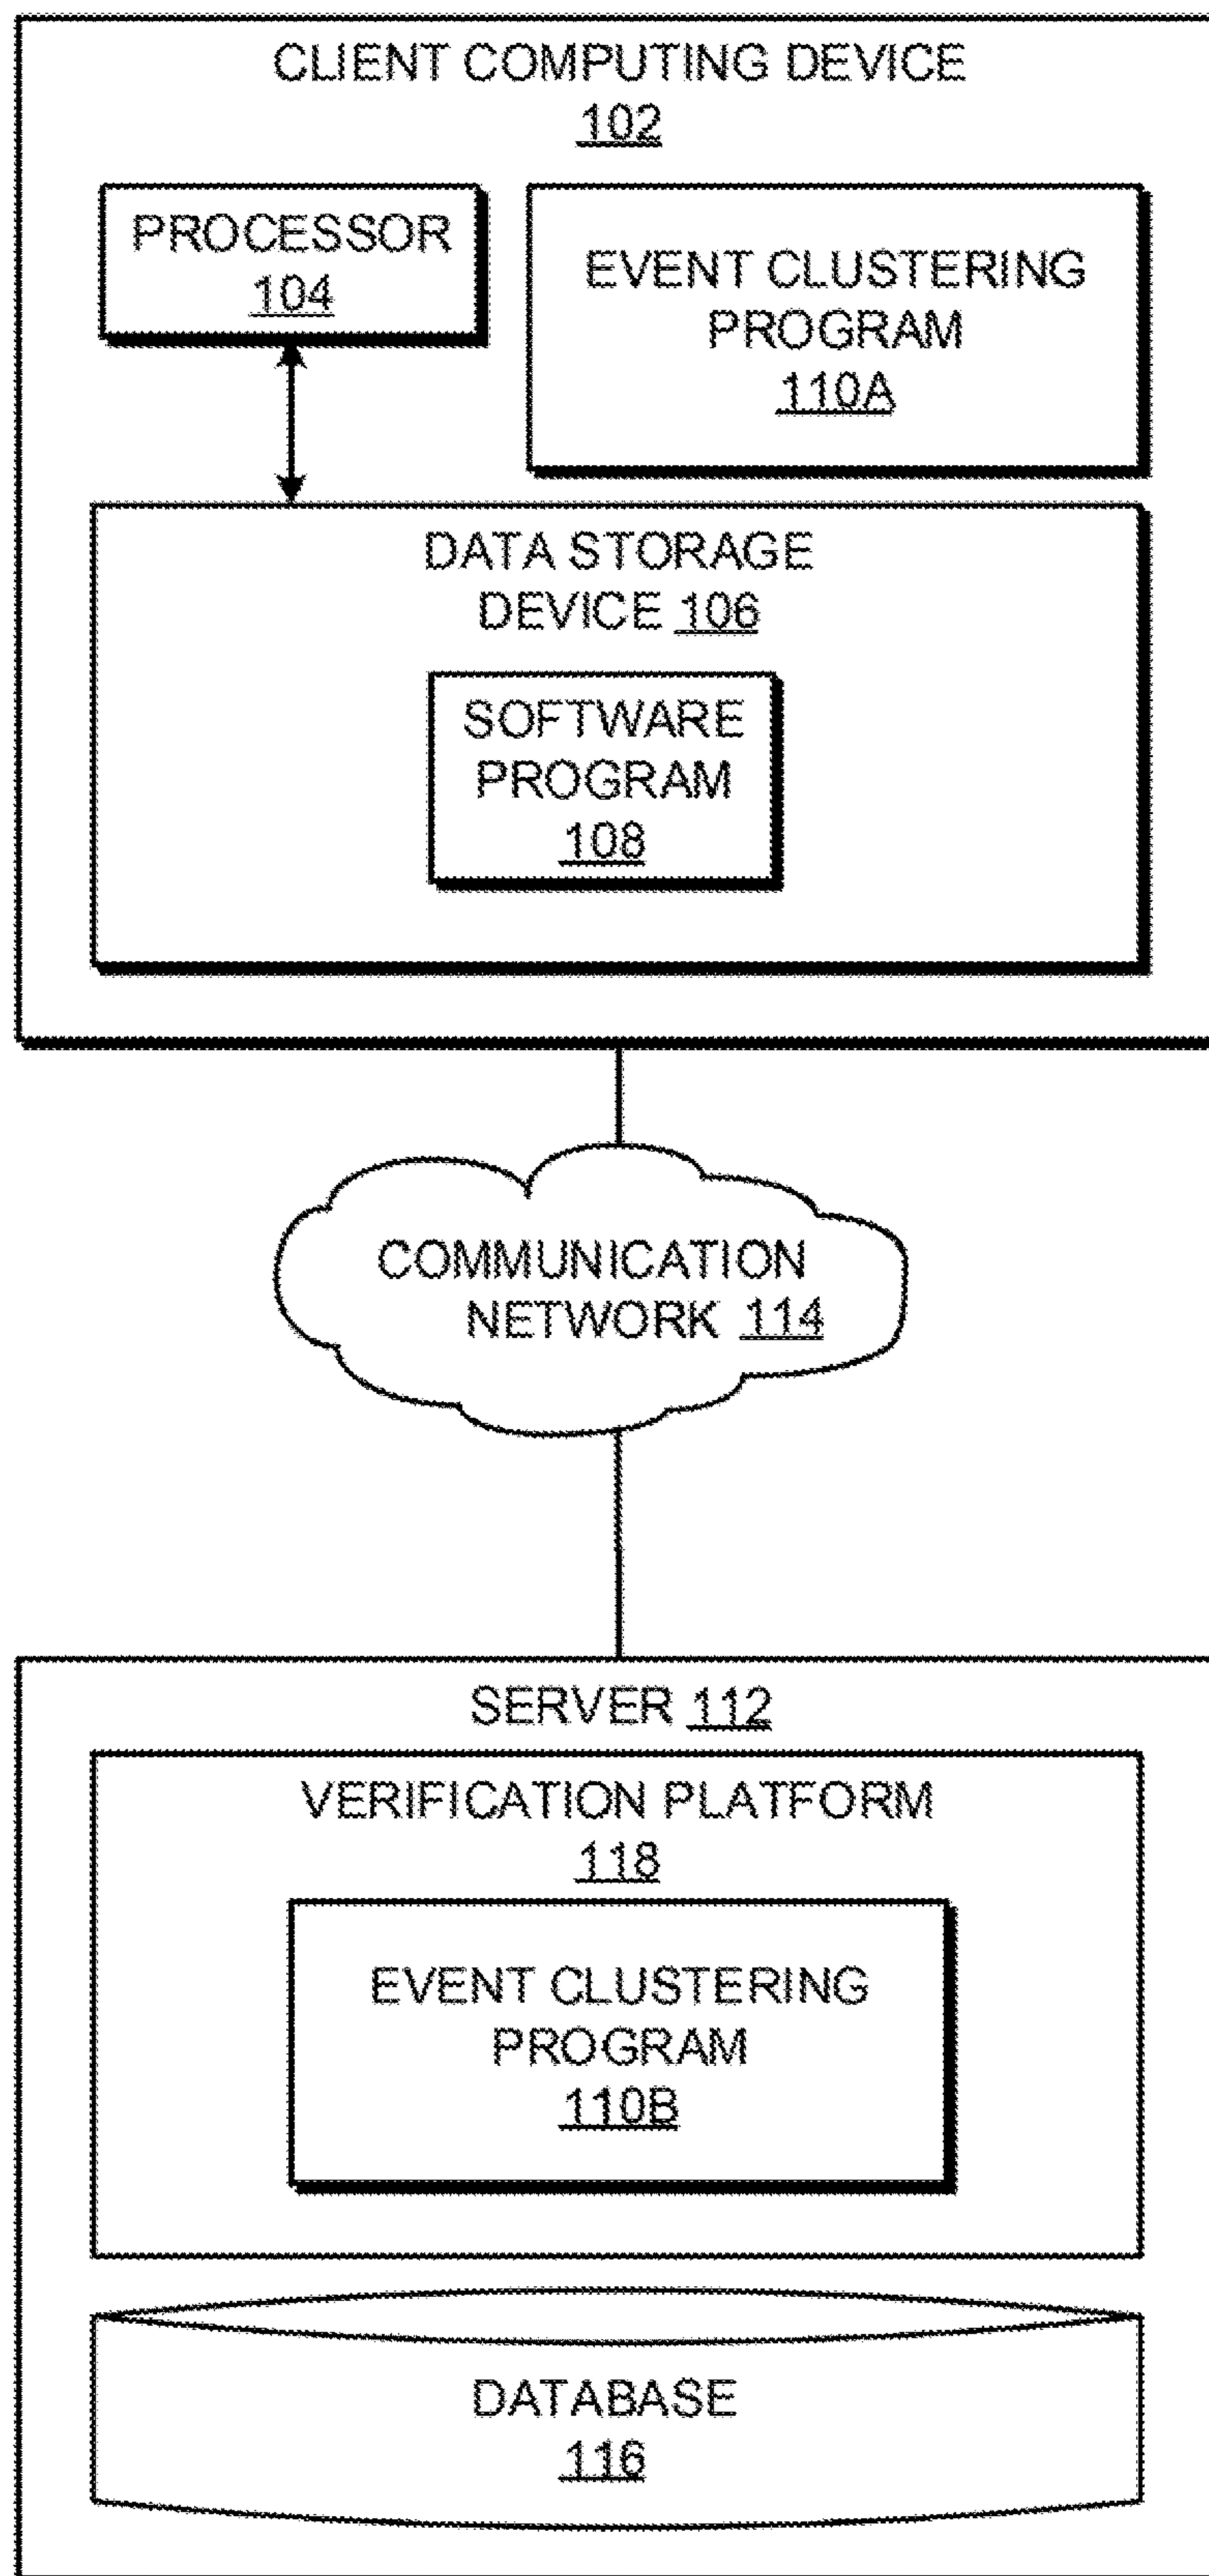 CLIENT COMPUTING DEVICE
102
PROCESSOR
104
EVENT CLUSTERING
PROGRAM
110A
DATA STORAGE
DEVICE 106
SOFTWARE
PROGRAM
108
COMMUNICATION
NETWORK 114
SERVER 112
VERIFICATION PLATFORM
118
EVENT CLUSTERING
PROGRAM
110B
DATABASE
116